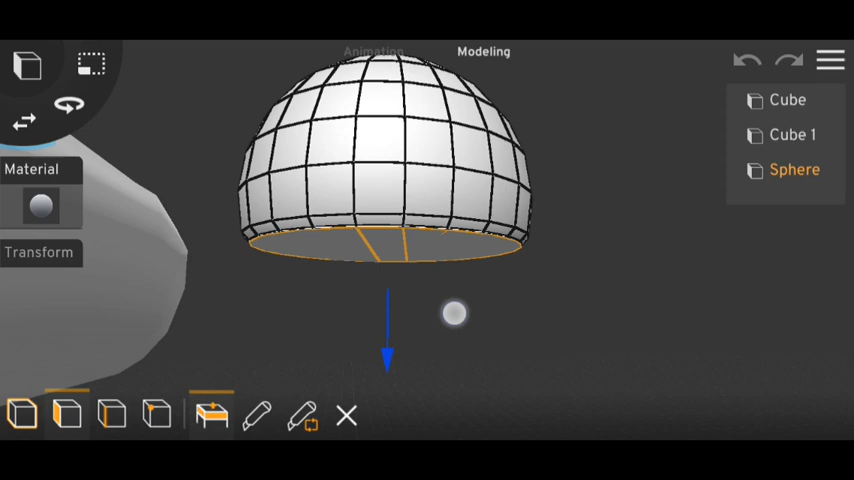 Animation
Modeling
Cube
Cube 1
Sphere
Material
Transform